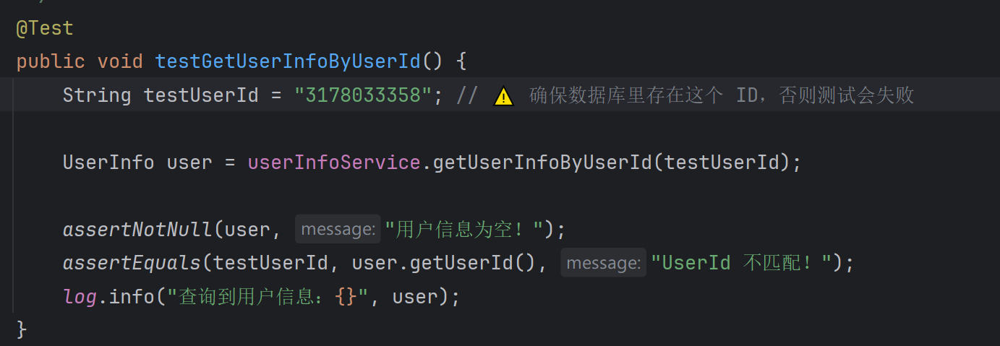 @Test
public void testGetUserInfoByUserId() {
String testUserId = "3178033358"; // ⚠ 确保数据库里存在这个 ID，否则测试会失败
UserInfo user = userInfoService.getUserInfoByUserId(testUserId);
assertNotNull(user, message: "用户信息为空！");
assertEquals(testUserId, user.getUserId(), message: "UserId 不匹配！");
log.info("查询到用户信息：{}", user);
}